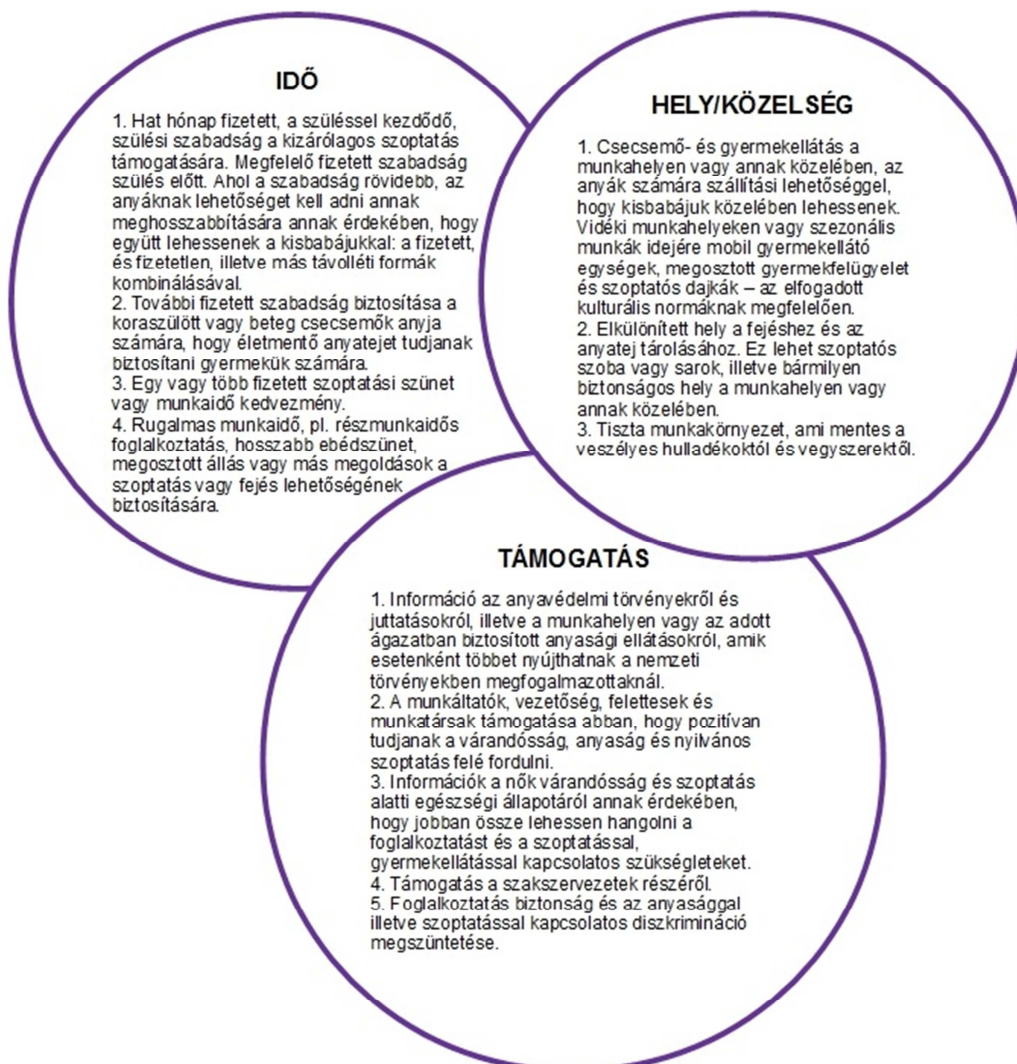 IDŐ
1. Hat hónap fizetett, a szüléssel kezdődő,
szülési szabadság a kizárólagos szoptatás
támogatására. Megfelelő fizetett szabadság
szülés előtt. Ahol a szabadság rövidebb, az
anyáknak lehetőséget kell adni annak
meghosszabbítására annak érdekében, hogy
együtt lehessenek a kisbabájukkal: a fizetett,
és fizetetlen, illetve más távolléti formák
kombinálásával.
2. További fizetett szabadság biztosítása a
koraszülött vagy beteg csecsemők anyja
számára, hogy életmentő anyatejet tudjanak
biztosítani gyermekük számára.
3. Egy vagy több fizetett szoptatási szünet
vagy munkaidő kedvezmény.
4. Rugalmas munkaidő, pl. részmunkaidős
foglalkoztatás, hosszabb ebédszünet,
megosztott állás vagy más megoldások a
szoptatás vagy fejés lehetőségének
biztosítására.
HELY/KÖZELSÉG
1. Csecsemő- és gyermekellátás a
munkahelyen vagy annak közelében, az
anyák számára szállítási lehetőséggel,
hogy kisbabájuk közelében lehessenek.
Vidéki munkahelyeken vagy szezonális
munkák idejére mobil gyermekellátó
egységek, megosztott gyermekfelügyelet
és szoptatós dajkák – az elfogadott
kulturális normáknak megfelelően.
2. Elkülönített hely a fejéshez és az
anyatej tárolásához. Ez lehet szoptatós
szoba vagy sarok, illetve bármilyen
biztonságos hely a munkahelyen vagy
annak közelében.
3. Tiszta munkakörnyezet, ami mentes a
veszélyes hulladékoktól és vegyszerektől.
TÁMOGATÁS
1. Információ az anyavédelmi törvényekről és
juttatásokról, illetve a munkahelyen vagy az adott
ágazatban biztosított anyasági ellátásokról, amik
esetenként többet nyújthatnak a nemzeti
törvényekben megfogalmazottaknál.
2. A munkáltatók, vezetőség, felettesek és
munkatársak támogatása abban, hogy pozitívan
tudjanak a várandósság, anyaság és nyilvános
szoptatás felé fordulni.
3. Információk a nők várandósság és szoptatás
alatti egészségi állapotáról annak érdekében,
hogy jobban össze lehessen hangolni a
foglalkoztatást és a szoptatással,
gyermekellátással kapcsolatos szükségleteket.
4. Támogatás a szakszervezetek részéről.
5. Foglalkoztatás biztonság és az anyasággal
illetve szoptatással kapcsolatos diszkrimináció
megszüntetése.